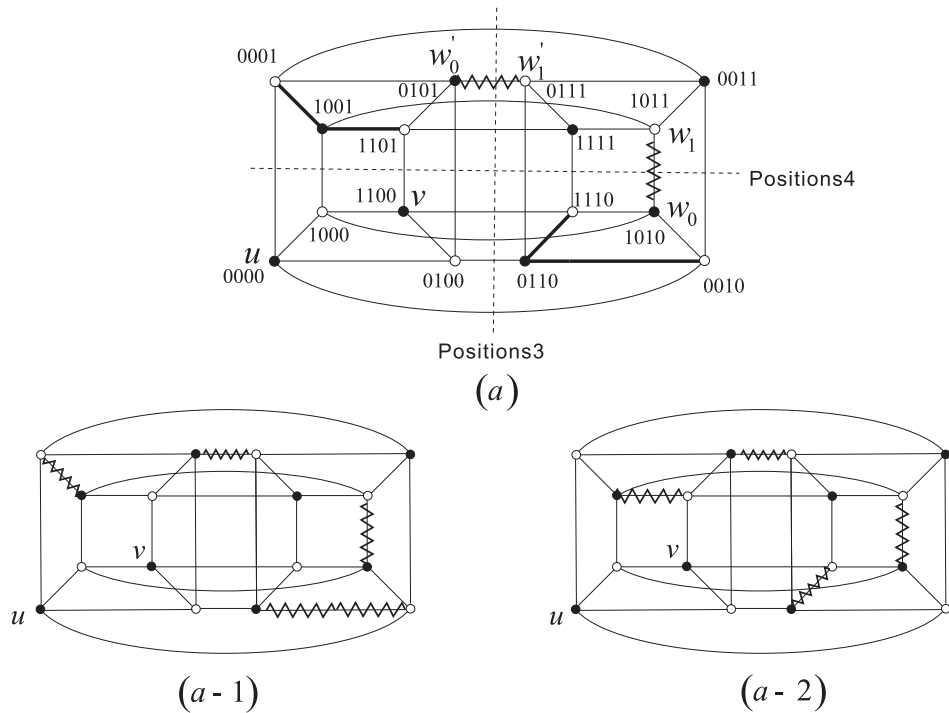 0001
w'0
w'1
0011
0101
0111
1001
1011
1101
1111
w1
Positions4
1100
v
1110
w0
1000
1010
u
0000
0100
0110
0010
Positions3
(a)
v
v
u
u
(a - 1)
(a - 2)